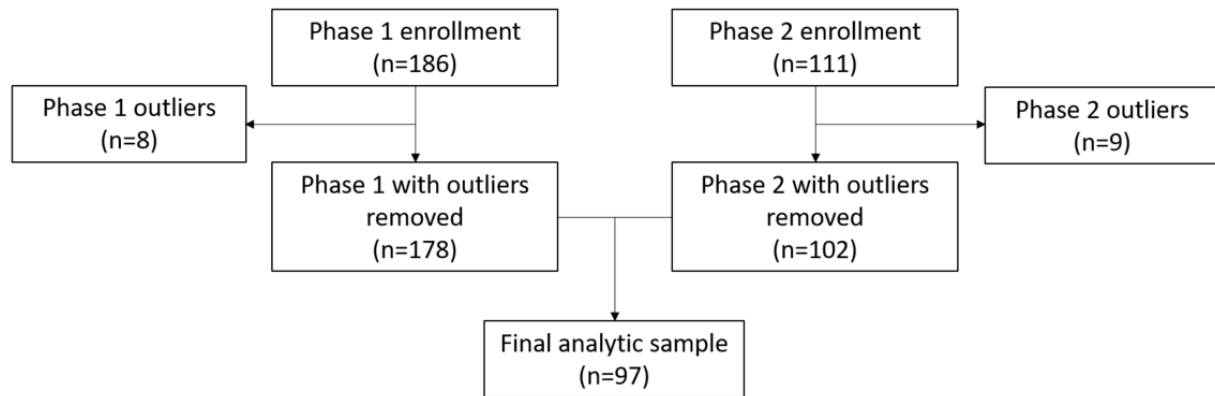 Phase 1 enrollment
(n=186)
Phase 2 enrollment
(n=111)
Phase 1 outliers
(n=8)
Phase 2 outliers
(n=9)
Phase 1 with outliers
removed
(n=178)
Phase 2 with outliers
removed
(n=102)
Final analytic sample
(n=97)